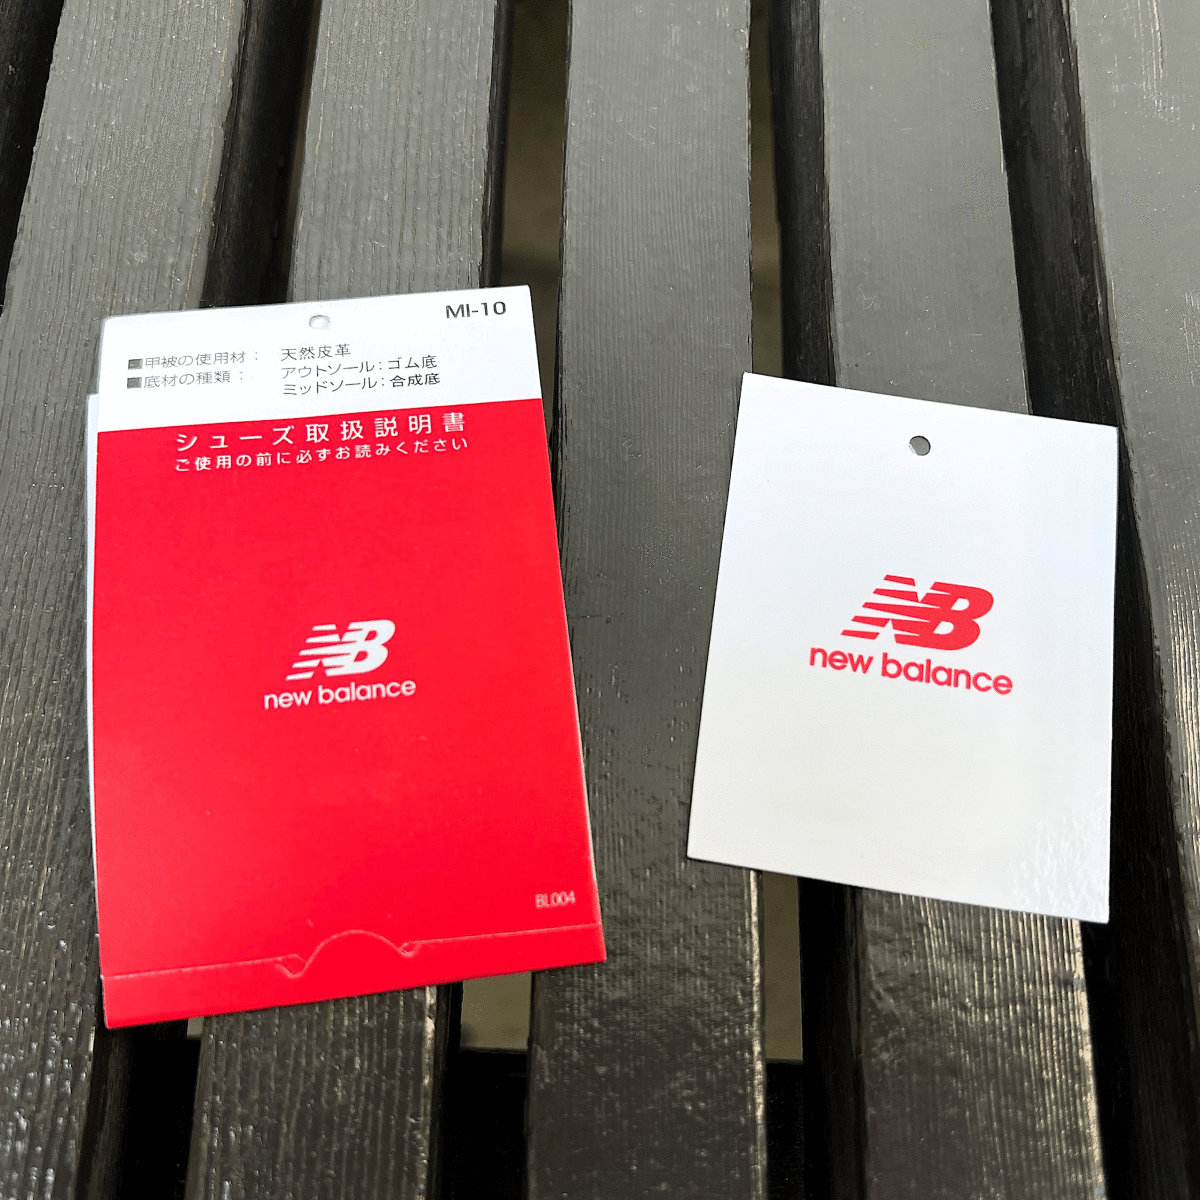 MI-10
■甲被の使用材： 天然皮革
■底材の種類： アウトソール：ゴム底
ミッドソール：合成底
シューズ取扱説明書
ご使用の前に必ずお読みください
NB
new balance
BL004
NB
new balance